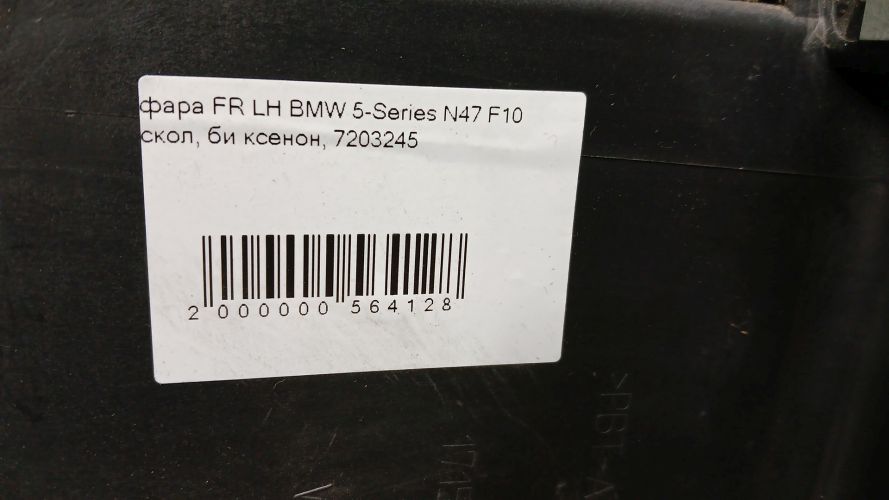 фара FR LH BMW 5-Series N47 F10
скол, би ксенон, 7203245
2 000000 564128